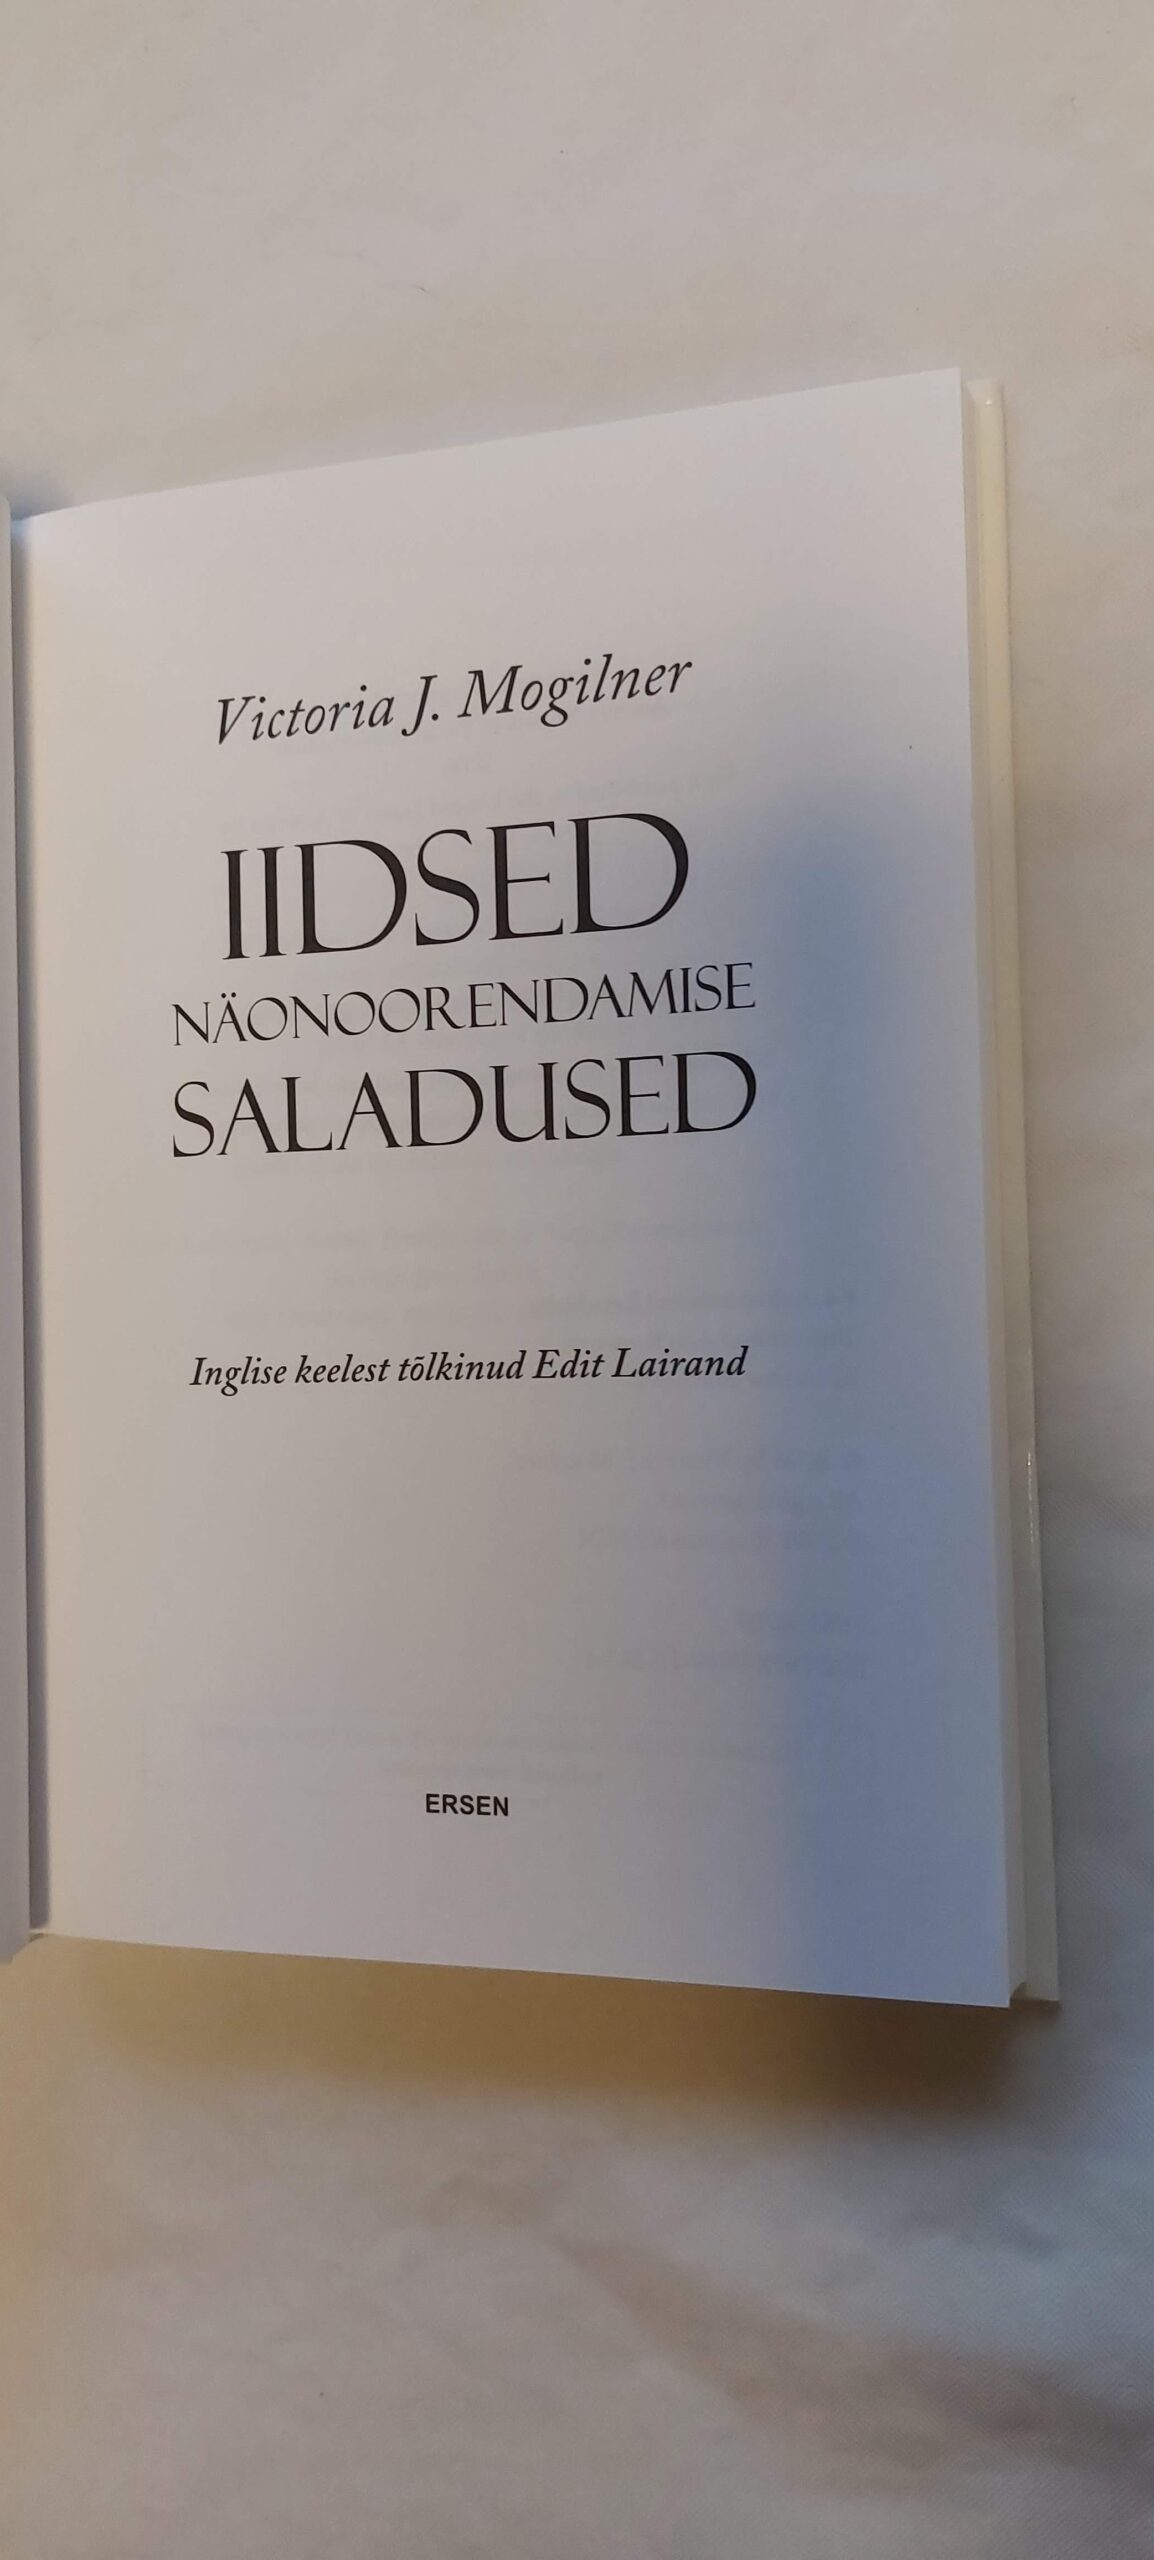 Victoria J. Mogilner
IIDSED
NÄONOORENDAMISE
SALADUSED
Inglise keelest tõlkinud Edit Lairand
ERSEN